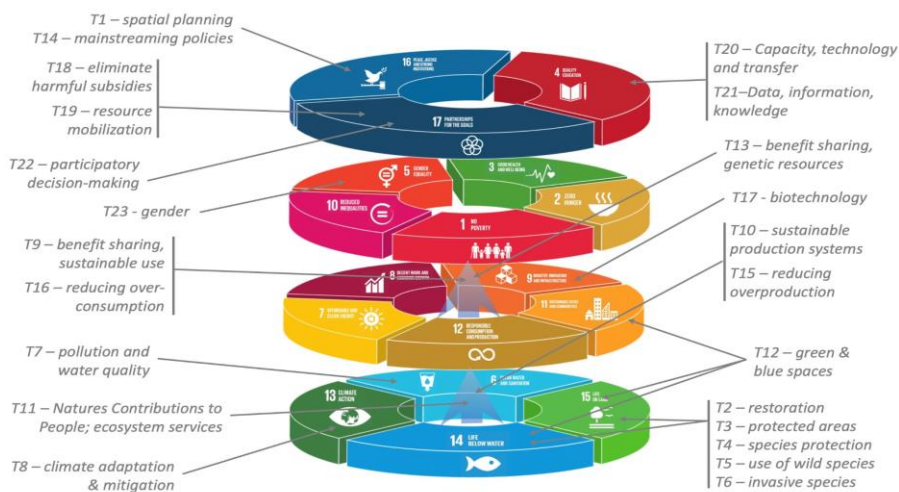 T1 – spatial planning
T14 – mainstreaming policies
T18 – eliminate
harmful subsidies
T19 – resource
mobilization
T22 – participatory
decision-making
T23 - gender
T9 – benefit sharing,
sustainable use
T16 – reducing over-
consumption
T7 – pollution and
water quality
T11 – Natures Contributions to
People; ecosystem services
T8 – climate adaptation
& mitigation
16 PEACE, JUSTICE
AND STRONG
INSTITUTIONS
4 QUALITY
EDUCATION
17 PARTNERSHIPS
FOR THE GOALS
5 GENDER
EQUALITY
3 GOOD HEALTH
AND WELL-BEING
10 REDUCED
INEQUALITIES
2 ZERO
HUNGER
1 NO
POVERTY
8 DECENT WORK AND
9 INDUSTRY, INNOVATION
AND INFRASTRUCTURE
7 AFFORDABLE AND
CLEAN ENERGY
11 SUSTAINABLE CITIES
AND COMMUNITIES
12 RESPONSIBLE
CONSUMPTION
AND PRODUCTION
6 CLEAN WATER
AND SANITATION
13 CLIMATE
ACTION
15 LIFE
ON LAND
14 LIFE
BELOW WATER
T20 – Capacity, technology
and transfer
T21–Data, information,
knowledge
T13 – benefit sharing,
genetic resources
T17 - biotechnology
T10 – sustainable
production systems
T15 – reducing
overproduction
T12 – green &
blue spaces
T2 – restoration
T3 – protected areas
T4 – species protection
T5 – use of wild species
T6 – invasive species